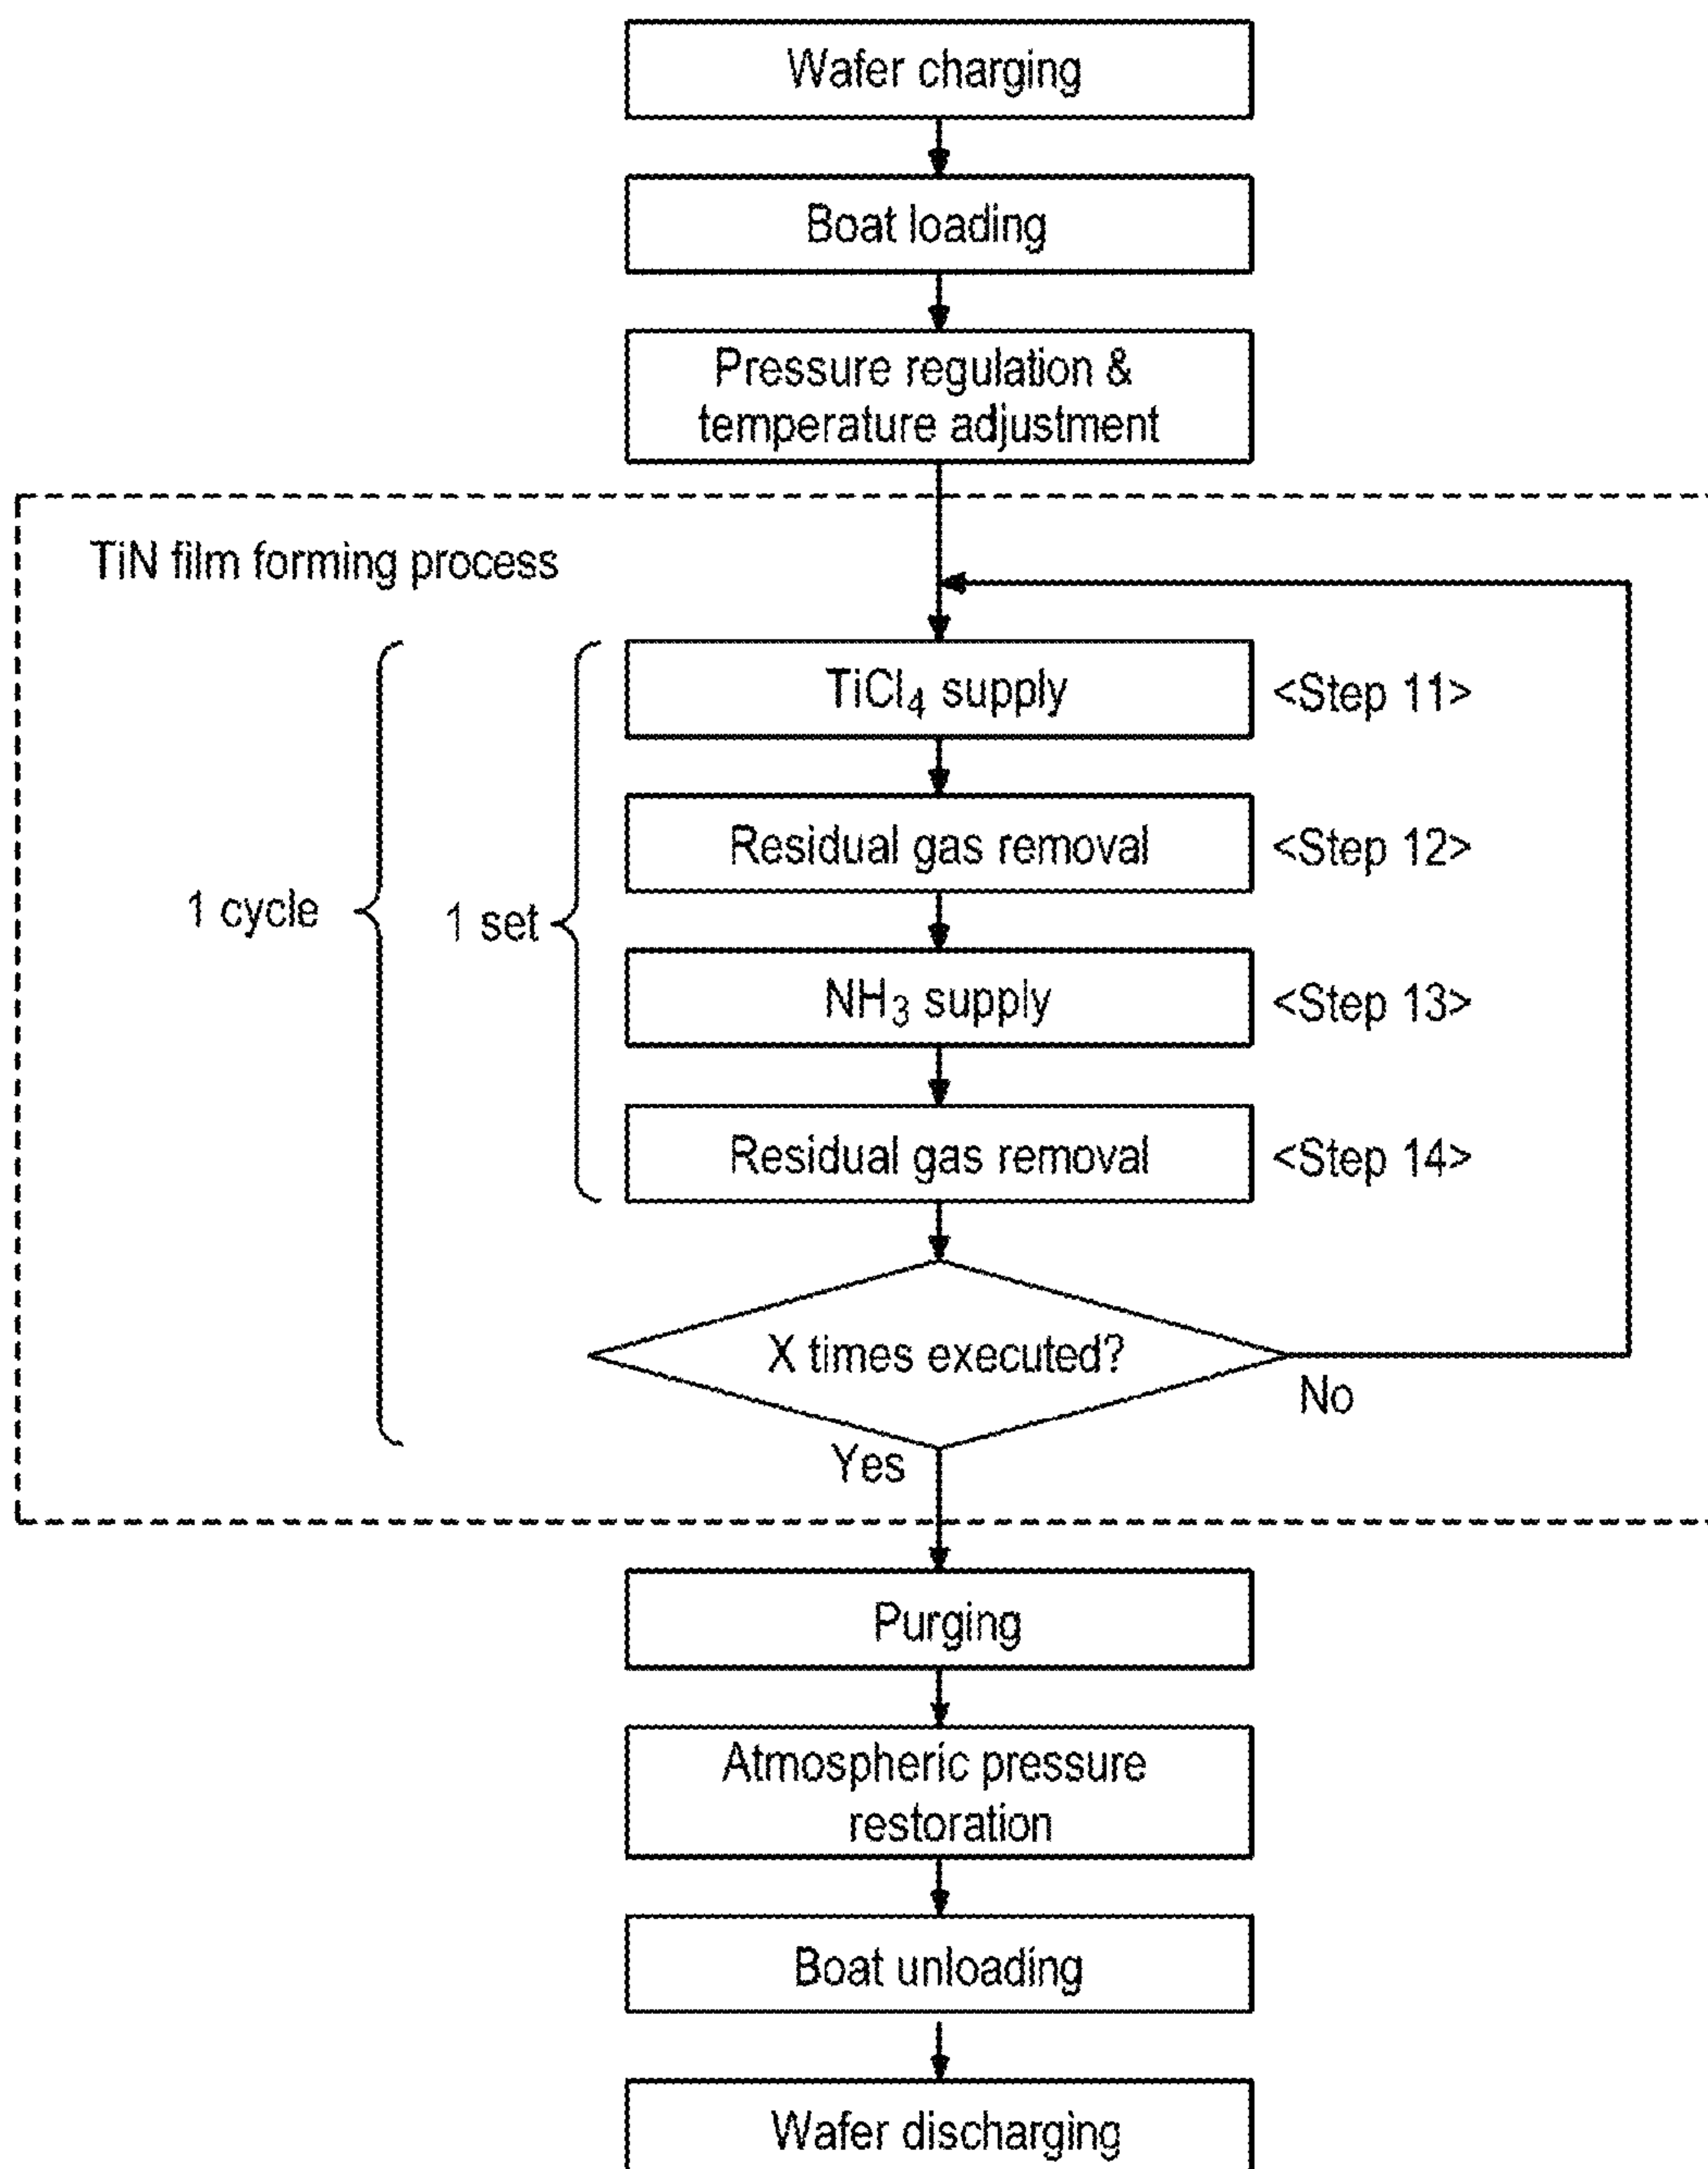 Wafer charging
Boat loading
Pressure regulation &
temperature adjustment
TiN film forming process
TiCl₄ supply
<Step 11>
Residual gas removal
<Step 12>
1 cycle
1 set
NH₃ supply
<Step 13>
Residual gas removal
<Step 14>
X times executed?
No
Yes
Purging
Atmospheric pressure
restoration
Boat unloading
Wafer discharging